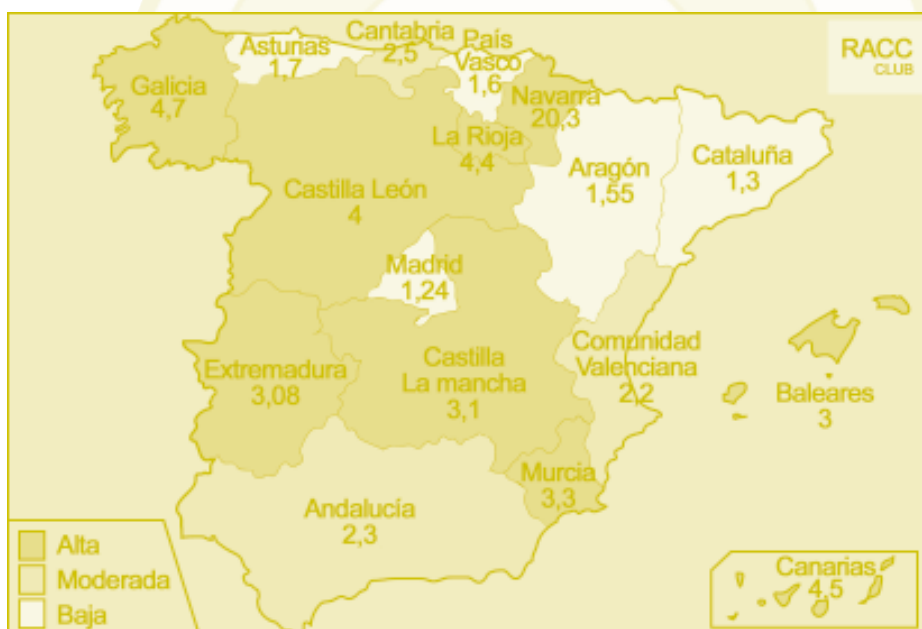 RACC
CLUB
Cantabria
2,5
País
Vasco
1,6
Asturias
1,7
Galicia
4,7
Navarra
20,3
La Rioja
4,4
Aragón
1,55
Cataluña
1,3
Castilla León
4
Madrid
1,24
Comunidad
Valenciana
2,2
Extremadura
3,08
Castilla
La mancha
3,1
Baleares
3
Murcia
3,3
Andalucía
2,3
Alta
Moderada
Baja
Canarias
4,5